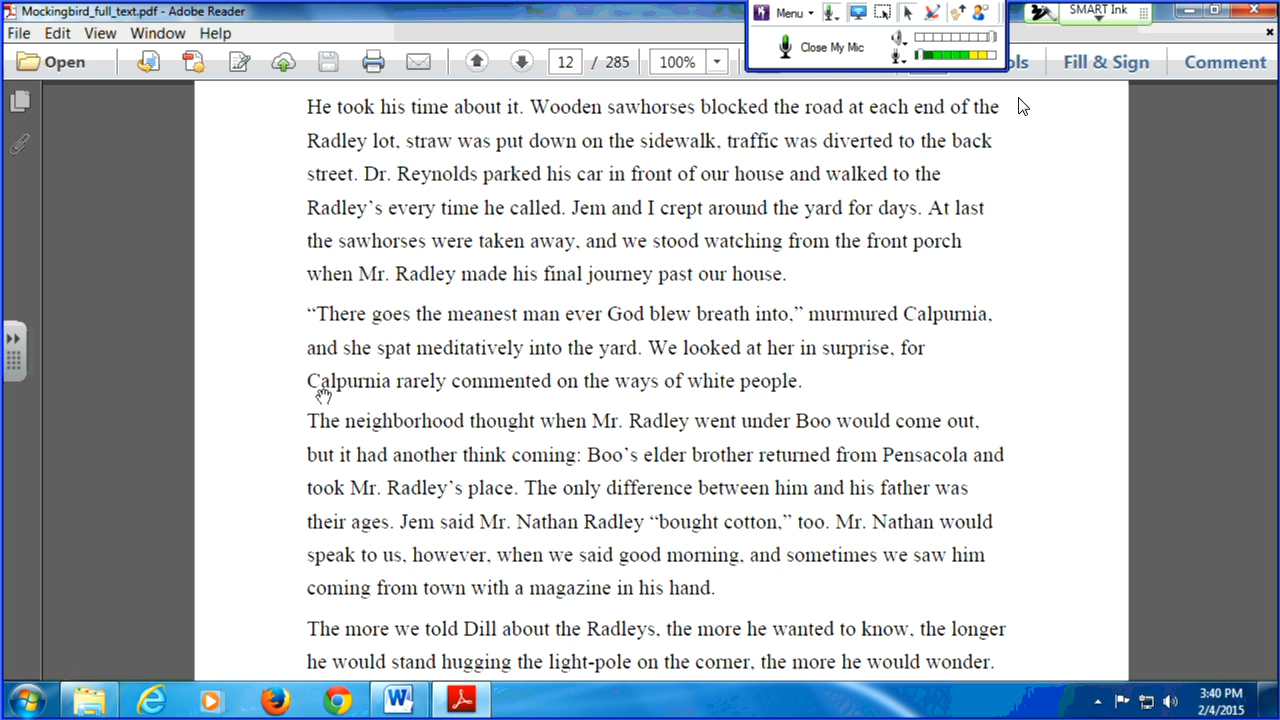 Mockingbird_full_text.pdf - Adobe Reader
Menu
SMART Ink
File Edit View Window Help
Close My Mic
Open
12 / 285
100%
Fill & Sign
Comment
He took his time about it. Wooden sawhorses blocked the road at each end of the
Radley lot, straw was put down on the sidewalk, traffic was diverted to the back
street. Dr. Reynolds parked his car in front of our house and walked to the
Radley’s every time he called. Jem and I crept around the yard for days. At last
the sawhorses were taken away, and we stood watching from the front porch
when Mr. Radley made his final journey past our house.
“There goes the meanest man ever God blew breath into,” murmured Calpurnia,
and she spat meditatively into the yard. We looked at her in surprise, for
Calpurnia rarely commented on the ways of white people.
The neighborhood thought when Mr. Radley went under Boo would come out,
but it had another think coming: Boo’s elder brother returned from Pensacola and
took Mr. Radley’s place. The only difference between him and his father was
their ages. Jem said Mr. Nathan Radley “bought cotton,” too. Mr. Nathan would
speak to us, however, when we said good morning, and sometimes we saw him
coming from town with a magazine in his hand.
The more we told Dill about the Radleys, the more he wanted to know, the longer
he would stand hugging the light-pole on the corner, the more he would wonder.
3:40 PM
2/4/2015